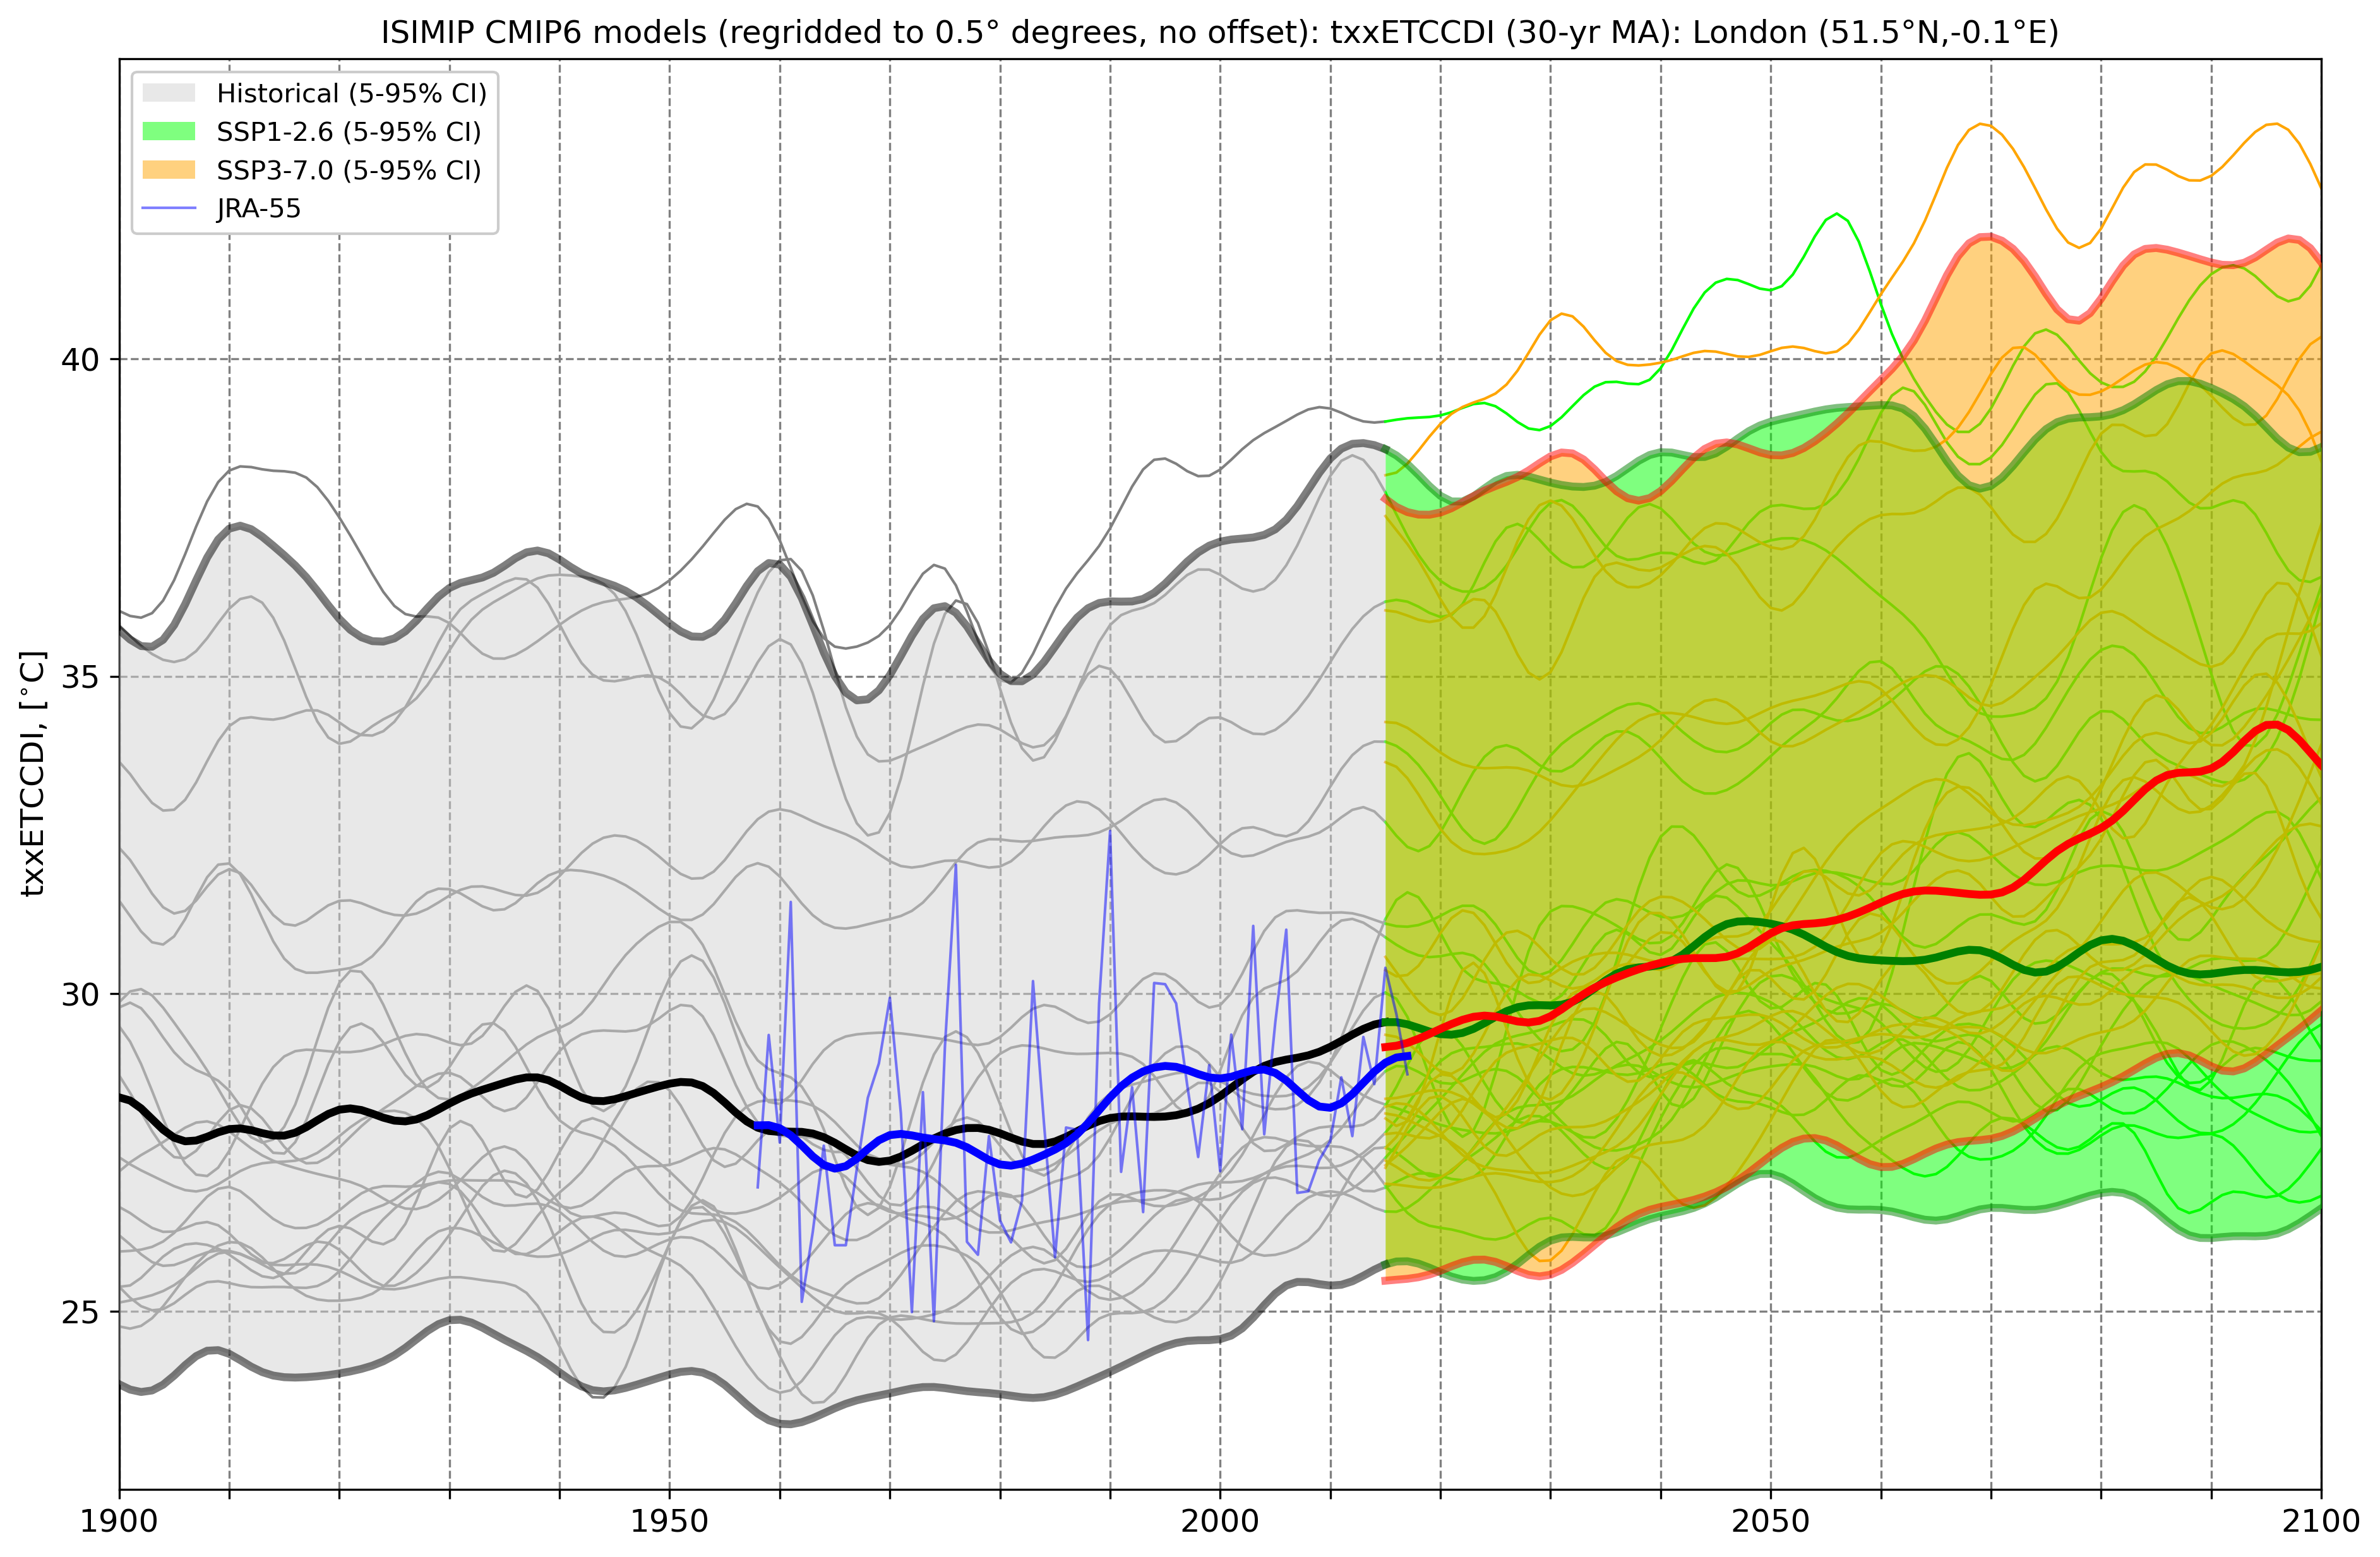 ISIMIP CMIP6 models (regridded to 0.5° degrees, no offset): txxETCCDI (30-yr MA): London (51.5°N,-0.1°E)
Historical (5-95% CI)
SSP1-2.6 (5-95% CI)
SSP3-7.0 (5-95% CI)
JRA-55
txxETCCDI, [°C]
40
35
30
25
1900
1950
2000
2050
2100